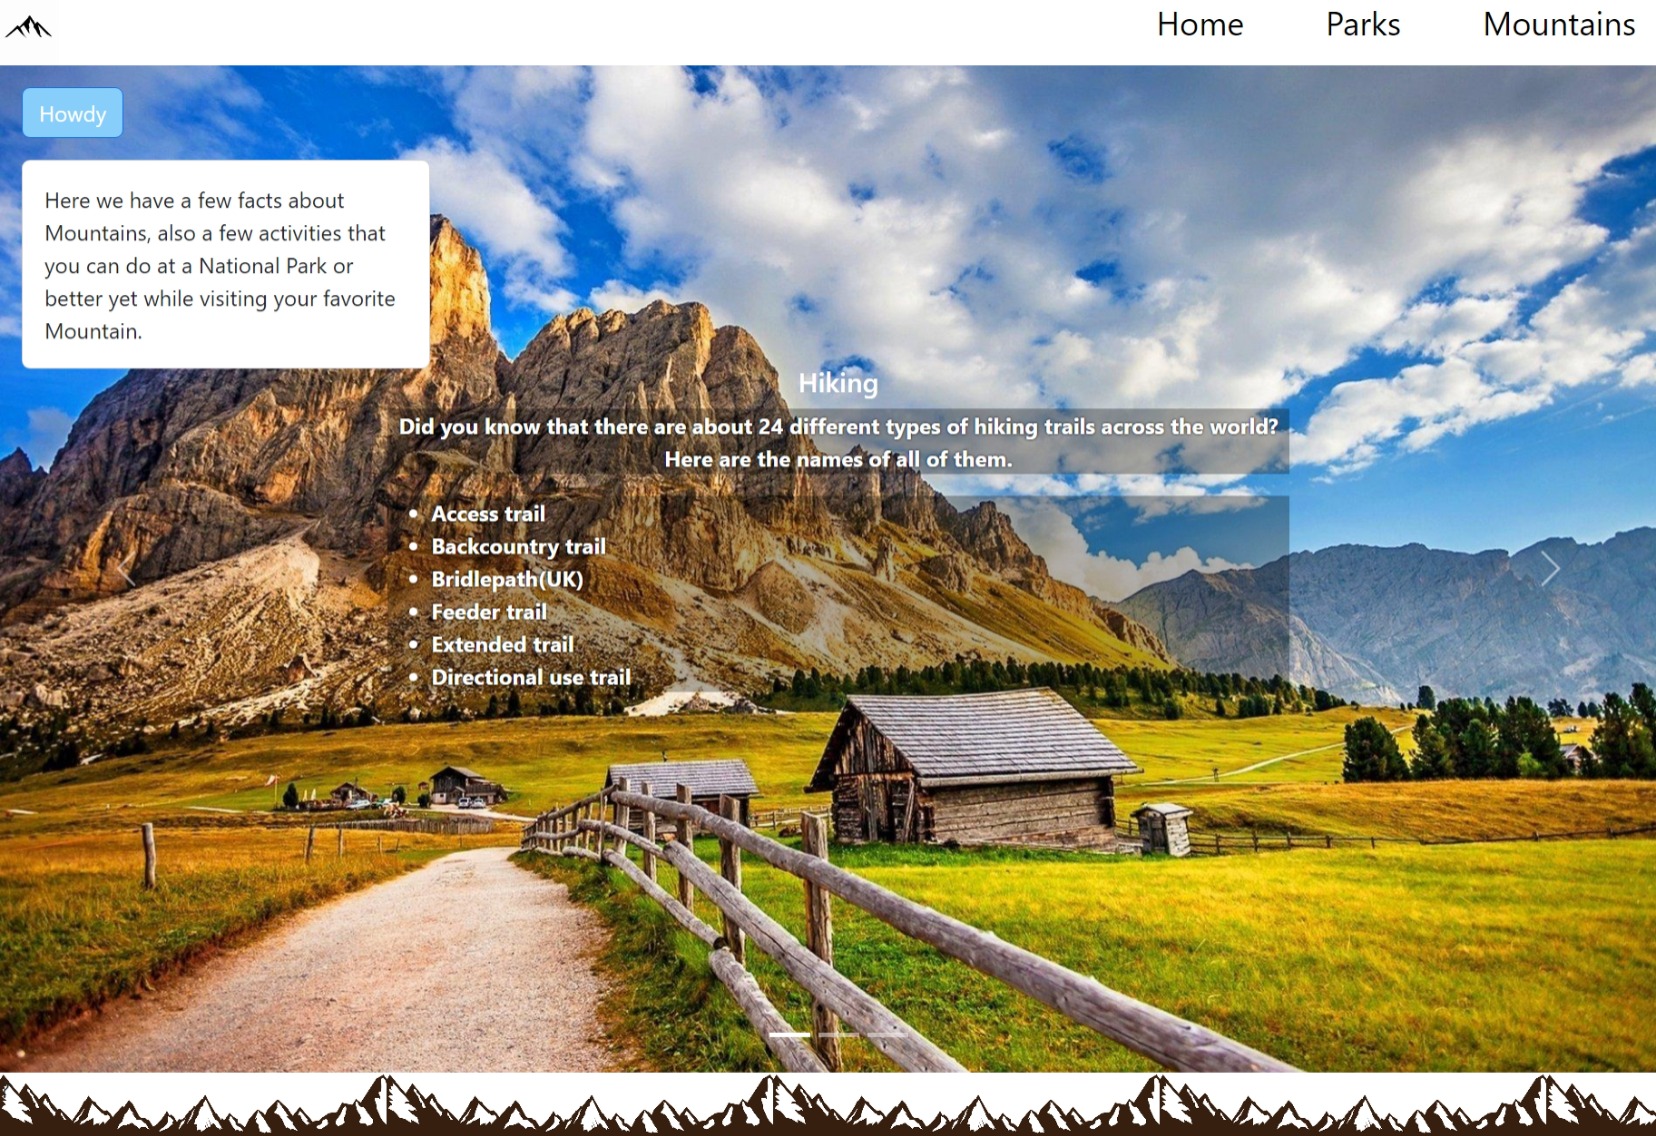 Home Parks Mountains
Howdy
Here we have a few facts about
Mountains, also a few activities that
you can do at a National Park or
better yet while visiting your favorite
Mountain.
Hiking
Did you know that there are about 24 different types of hiking trails across the world?
Here are the names of all of them.
Access trail
Backcountry trail
Bridlepath(UK)
Feeder trail
Extended trail
Directional use trail